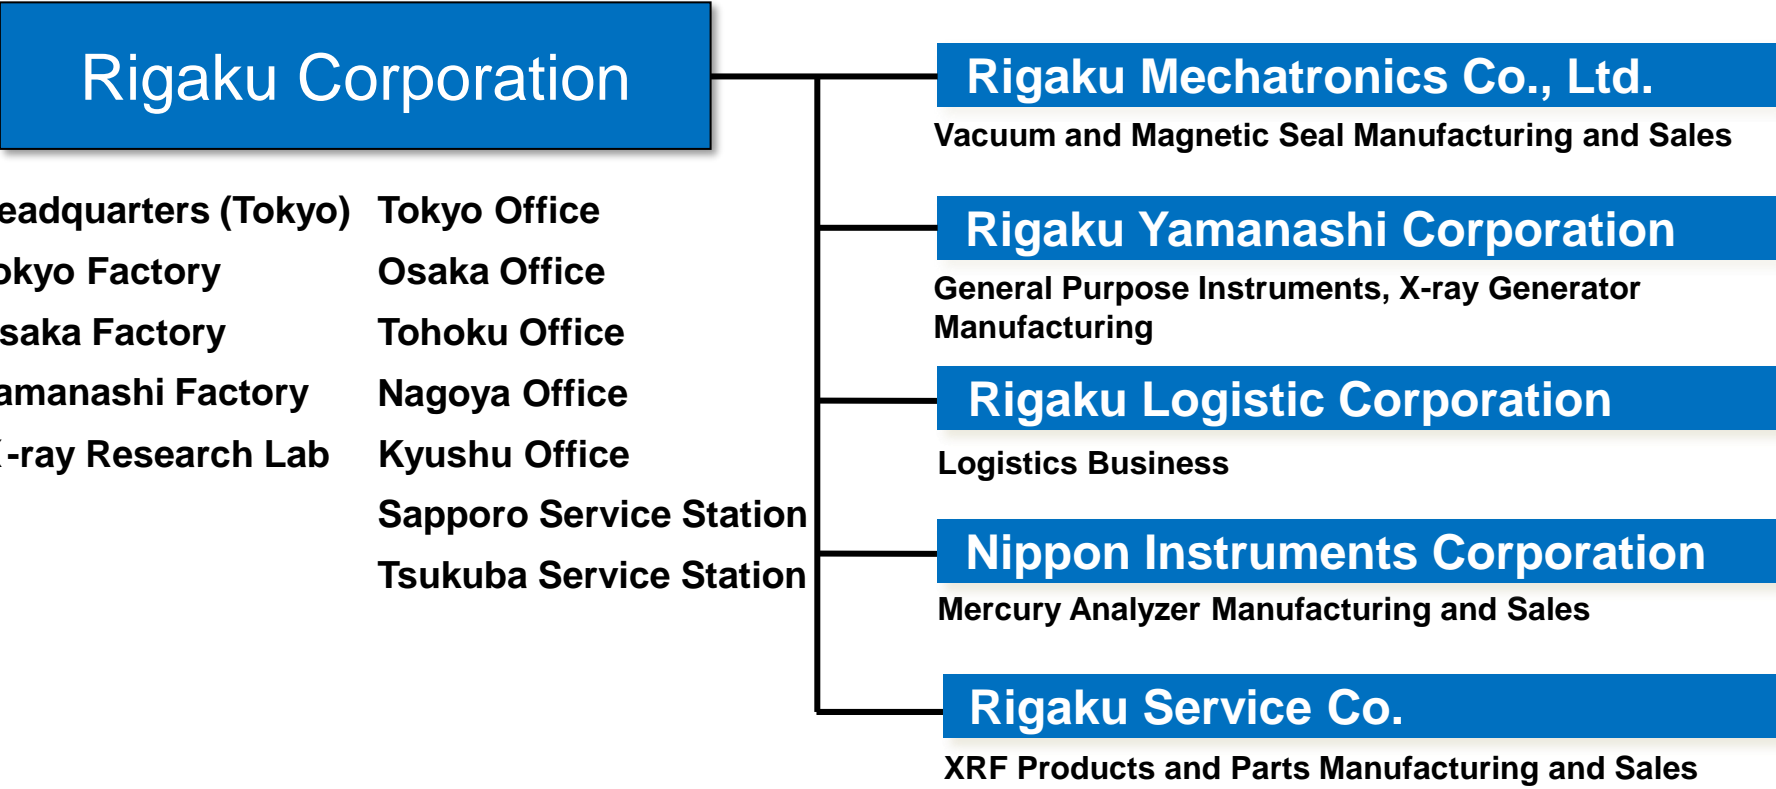 Rigaku Corporation
eadquarters (Tokyo)
okyo Factory
saka Factory
amanashi Factory
X-ray Research Lab
Tokyo Office
Osaka Office
Tohoku Office
Nagoya Office
Kyushu Office
Sapporo Service Station
Tsukuba Service Station
Rigaku Mechatronics Co., Ltd.
Vacuum and Magnetic Seal Manufacturing and Sales
Rigaku Yamanashi Corporation
General Purpose Instruments, X-ray Generator
Manufacturing
Rigaku Logistic Corporation
Logistics Business
Nippon Instruments Corporation
Mercury Analyzer Manufacturing and Sales
Rigaku Service Co.
XRF Products and Parts Manufacturing and Sales